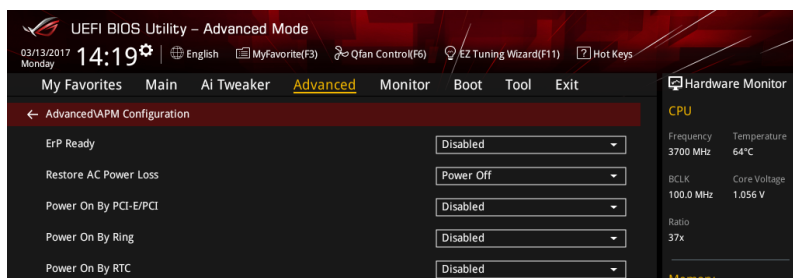 UEFI BIOS Utility – Advanced Mode
03/13/2017 Monday 14:19 English MyFavorite(F3) Qfan Control(F6) EZ Tuning Wizard(F11) ? Hot Keys
My Favorites Main Ai Tweaker Advanced Monitor Boot Tool Exit
Hardware Monitor
← Advanced\APM Configuration
ErP Ready Disabled
Restore AC Power Loss Power Off
Power On By PCI-E/PCI Disabled
Power On By Ring Disabled
Power On By RTC Disabled
CPU
Frequency Temperature
3700 MHz 64°C
BCLK Core Voltage
100.0 MHz 1.056 V
Ratio
37x
Memory